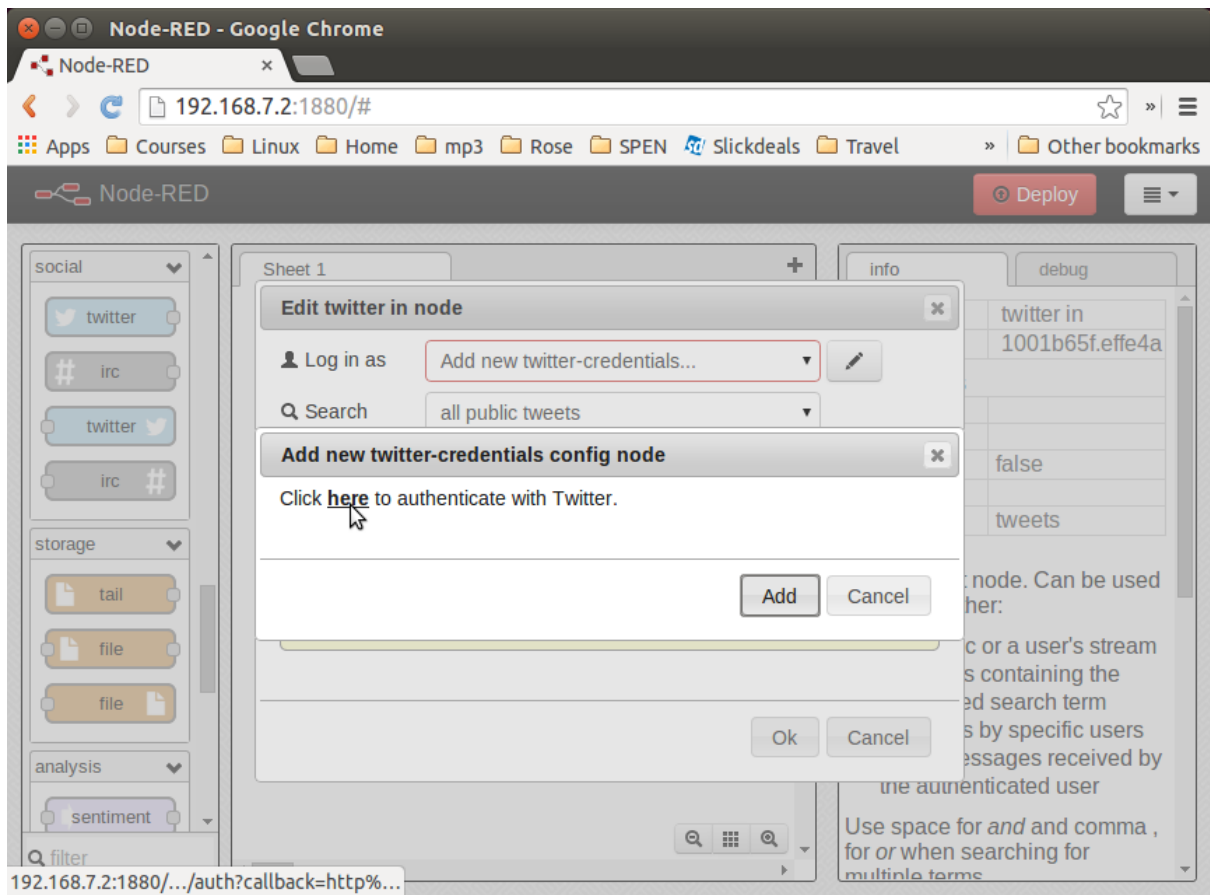 Node-RED - Google Chrome
Node-RED ×
192.168.7.2:1880/#
Apps Courses Linux Home mp3 Rose SPEN Slickdeals Travel » Other bookmarks
Node-RED
Deploy
social
twitter
# irc
twitter
irc #
storage
tail
file
file
analysis
sentiment
filter
Sheet 1
Edit twitter in node
Log in as Add new twitter-credentials...
Search all public tweets
Add new twitter-credentials config node
Click here to authenticate with Twitter.
Add Cancel
Ok Cancel
info debug
twitter in
1001b65f.effe4a
false
tweets
node. Can be used
her:
c or a user's stream
s containing the
ed search term
s by specific users
essages received by
the authenticated user
Use space for and and comma ,
for or when searching for
multiple terms
192.168.7.2:1880/.../auth?callback=http%...